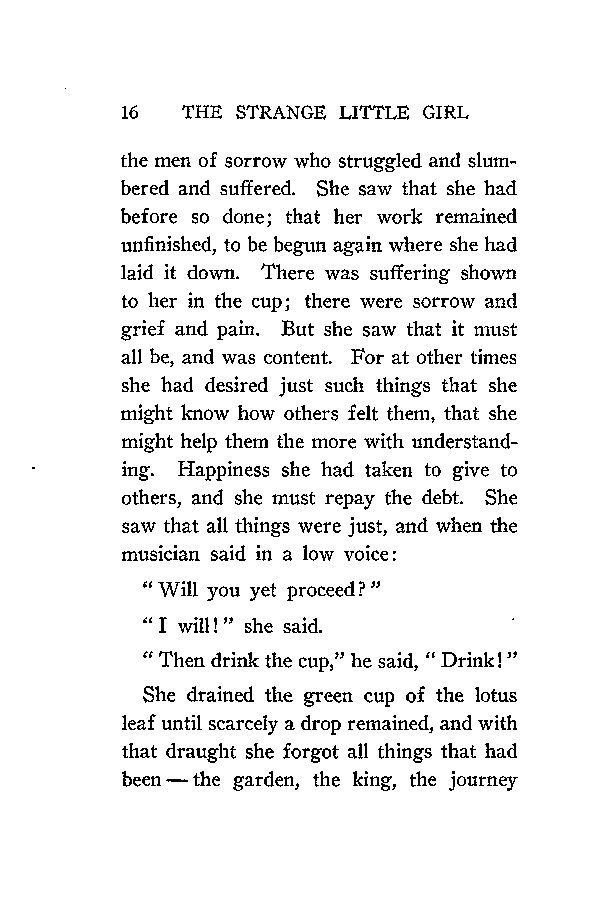 16 THE STRANGE LITTLE GIRL
the men of sorrow who struggled and slum-
bered and suffered. She saw that she had
before so done; that her work remained
unfinished, to be begun again where she had
laid it down. There was suffering shown
to her in the cup; there were sorrow and
grief and pain. But she saw that it must
all be, and was content. For at other times
she had desired just such things that she
might know how others felt them, that she
might help them the more with understand-
ing. Happiness she had taken to give to
others, and she must repay the debt. She
saw that all things were just, and when the
musician said in a low voice:
“Will you yet proceed?”
“I will!” she said.
“Then drink the cup,” he said, “Drink!”
She drained the green cup of the lotus
leaf until scarcely a drop remained, and with
that draught she forgot all things that had
been — the garden, the king, the journey